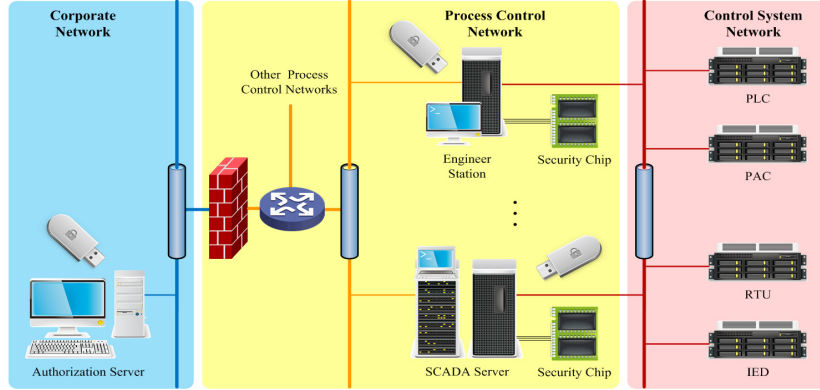 Corporate
Network
Process Control
Network
Control System
Network
Other Process
Control Networks
PLC
Engineer
Station
Security Chip
PAC
RTU
Authorization Server
SCADA Server
Security Chip
IED